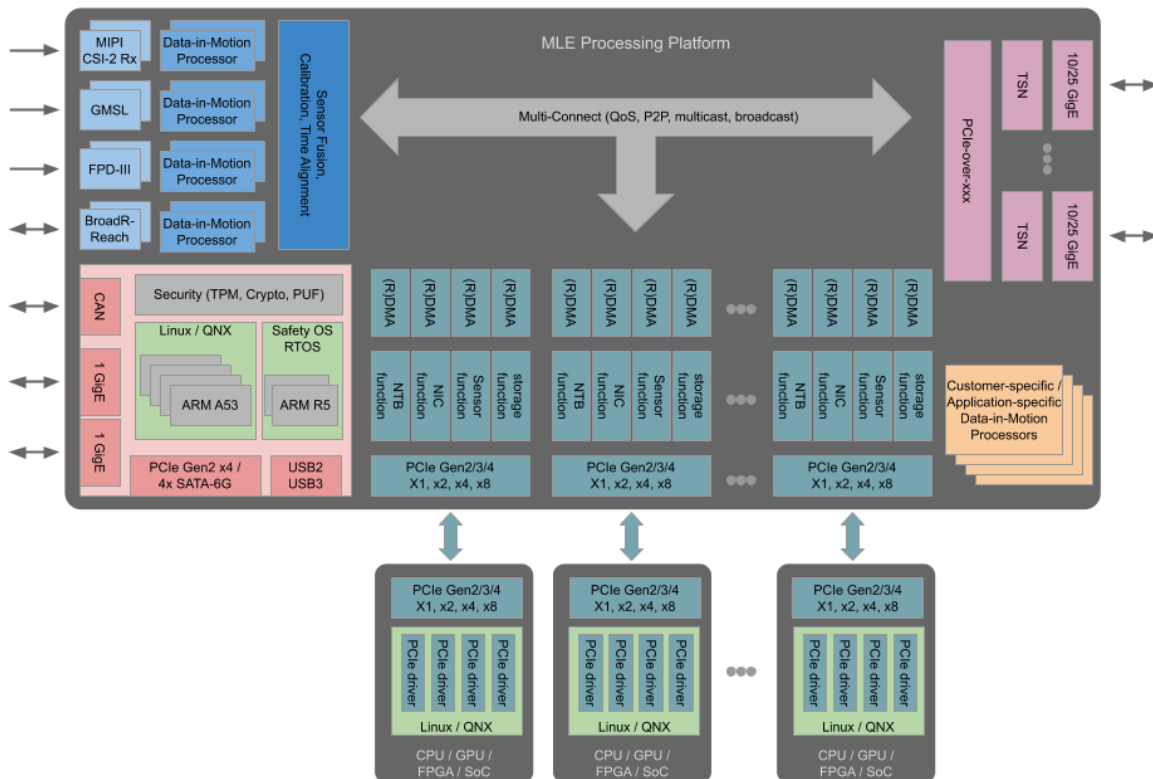 MLE Processing Platform
MIPI
CSI-2 Rx
Data-in-Motion
Processor
GMSL
Data-in-Motion
Processor
FPD-III
Data-in-Motion
Processor
BroadR-
Reach
Data-in-Motion
Processor
Sensor Fusion,
Calibration, Time Alignment
Multi-Connect (QoS, P2P, multicast, broadcast)
PCIe-over-xxx
TSN
10/25 GigE
TSN
10/25 GigE
CAN
1 GigE
1 GigE
Security (TPM, Crypto, PUF)
Linux / QNX
ARM A53
Safety OS
RTOS
ARM R5
PCIe Gen2 x4 /
4x SATA-6G
USB2
USB3
(R)DMA
(R)DMA
(R)DMA
(R)DMA
NTB
function
NIC
function
Sensor
function
storage
function
PCIe Gen2/3/4
X1, x2, x4, x8
(R)DMA
(R)DMA
(R)DMA
(R)DMA
NTB
function
NIC
function
Sensor
function
storage
function
PCIe Gen2/3/4
X1, x2, x4, x8
(R)DMA
(R)DMA
(R)DMA
(R)DMA
NTB
function
NIC
function
Sensor
function
storage
function
PCIe Gen2/3/4
X1, x2, x4, x8
Customer-specific /
Application-specific
Data-in-Motion
Processors
PCIe Gen2/3/4
X1, x2, x4, x8
PCIe driver
PCIe driver
PCIe driver
PCIe driver
Linux / QNX
CPU / GPU /
FPGA / SoC
PCIe Gen2/3/4
X1, x2, x4, x8
PCIe driver
PCIe driver
PCIe driver
PCIe driver
Linux / QNX
CPU / GPU /
FPGA / SoC
PCIe Gen2/3/4
X1, x2, x4, x8
PCIe driver
PCIe driver
PCIe driver
PCIe driver
Linux / QNX
CPU / GPU /
FPGA / SoC